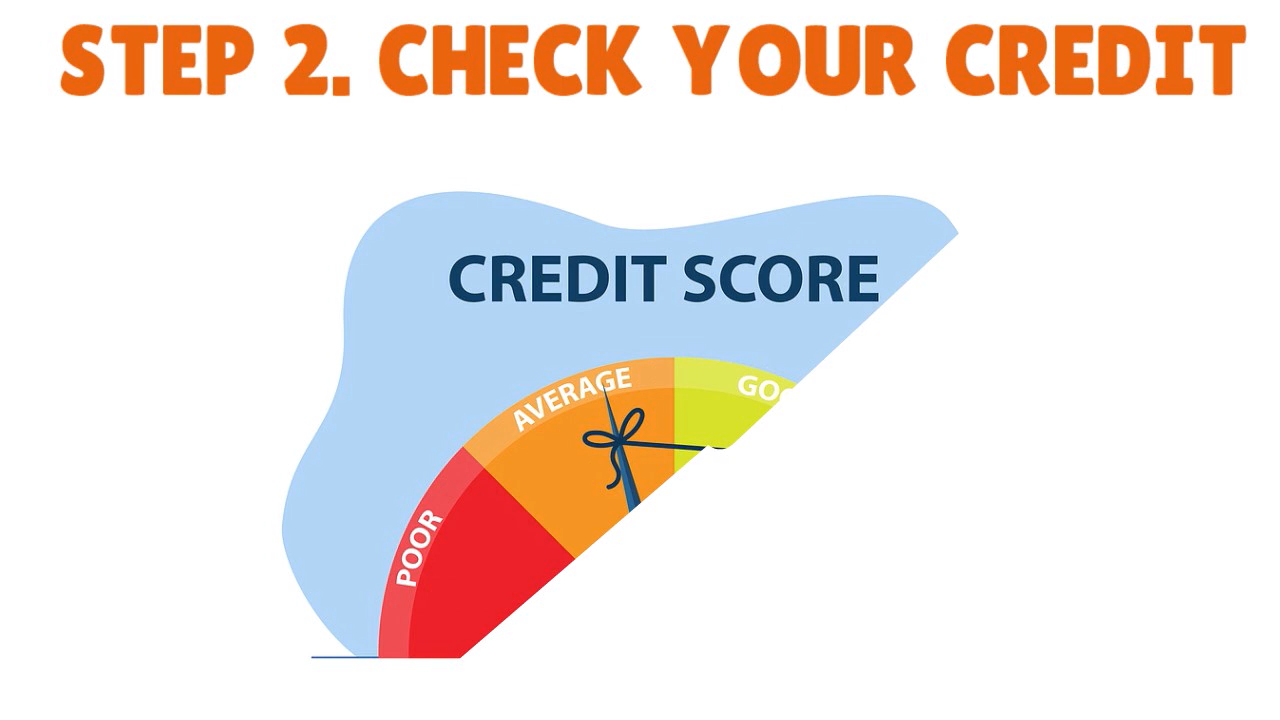 STEP 2. CHECK YOUR CREDIT
CREDIT SCORE
POOR
AVERAGE